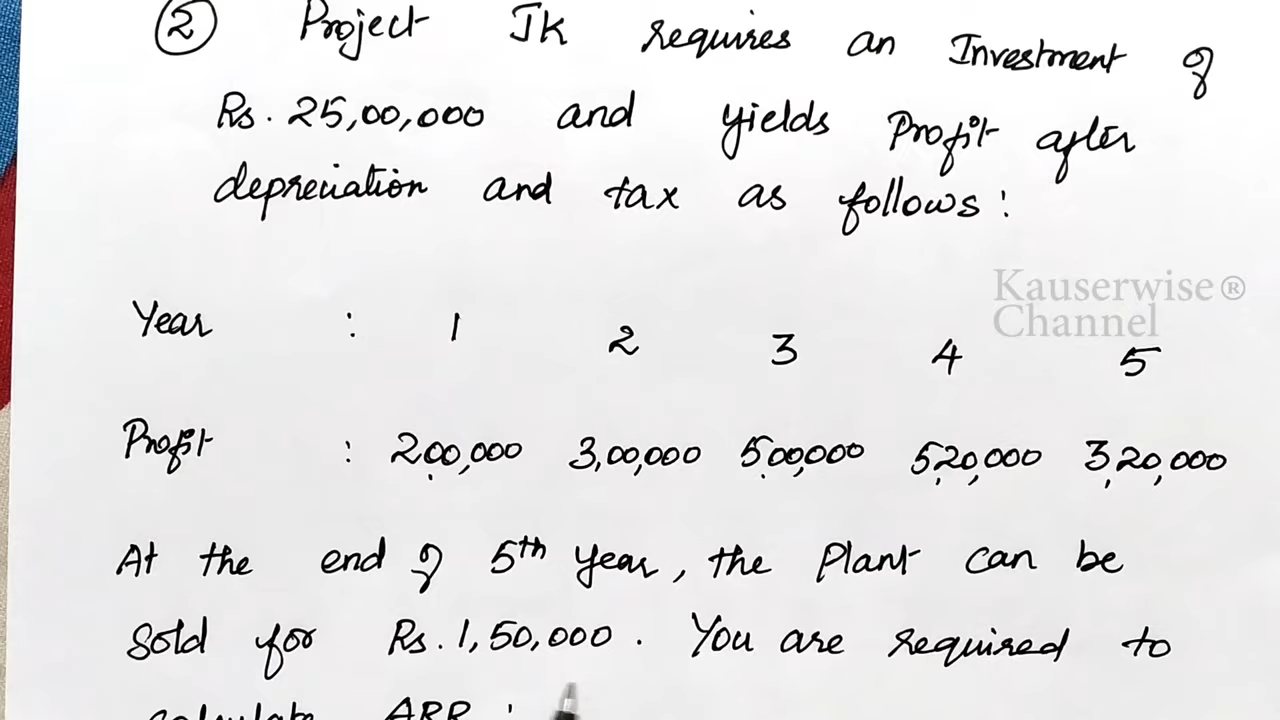 ② Project JK requires an Investment of
Rs. 25,00,000 and yields Profit after
depreciation and tax as follows:
Kauserwise®
Channel
Year : 1 2 3 4 5
Profit : 2,00,000 3,00,000 5,00,000 5,20,000 3,20,000
At the end of 5th year, the Plant can be
sold for Rs. 1,50,000. You are required to
calculate ARR :